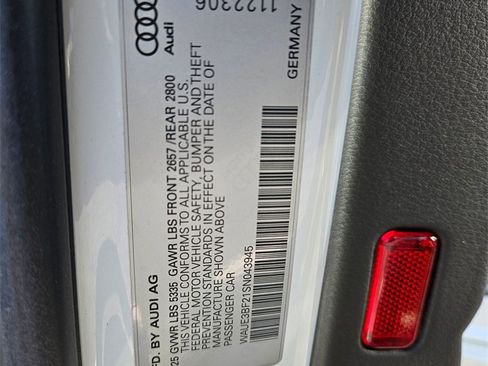 Audi
1122306
FD. BY AUDI AG
25 GVWR LBS 5335 GAWR LBS FRONT 2657/REAR 2800
THIS VEHICLE CONFORMS TO ALL APPLICABLE U.S.
FEDERAL MOTOR VEHICLE SAFETY, BUMPER AND THEFT
PREVENTION STANDARDS IN EFFECT ON THE DATE OF
MANUFACTURE SHOWN ABOVE
PASSENGER CAR
WAUE3BF21SN043945
GERMANY